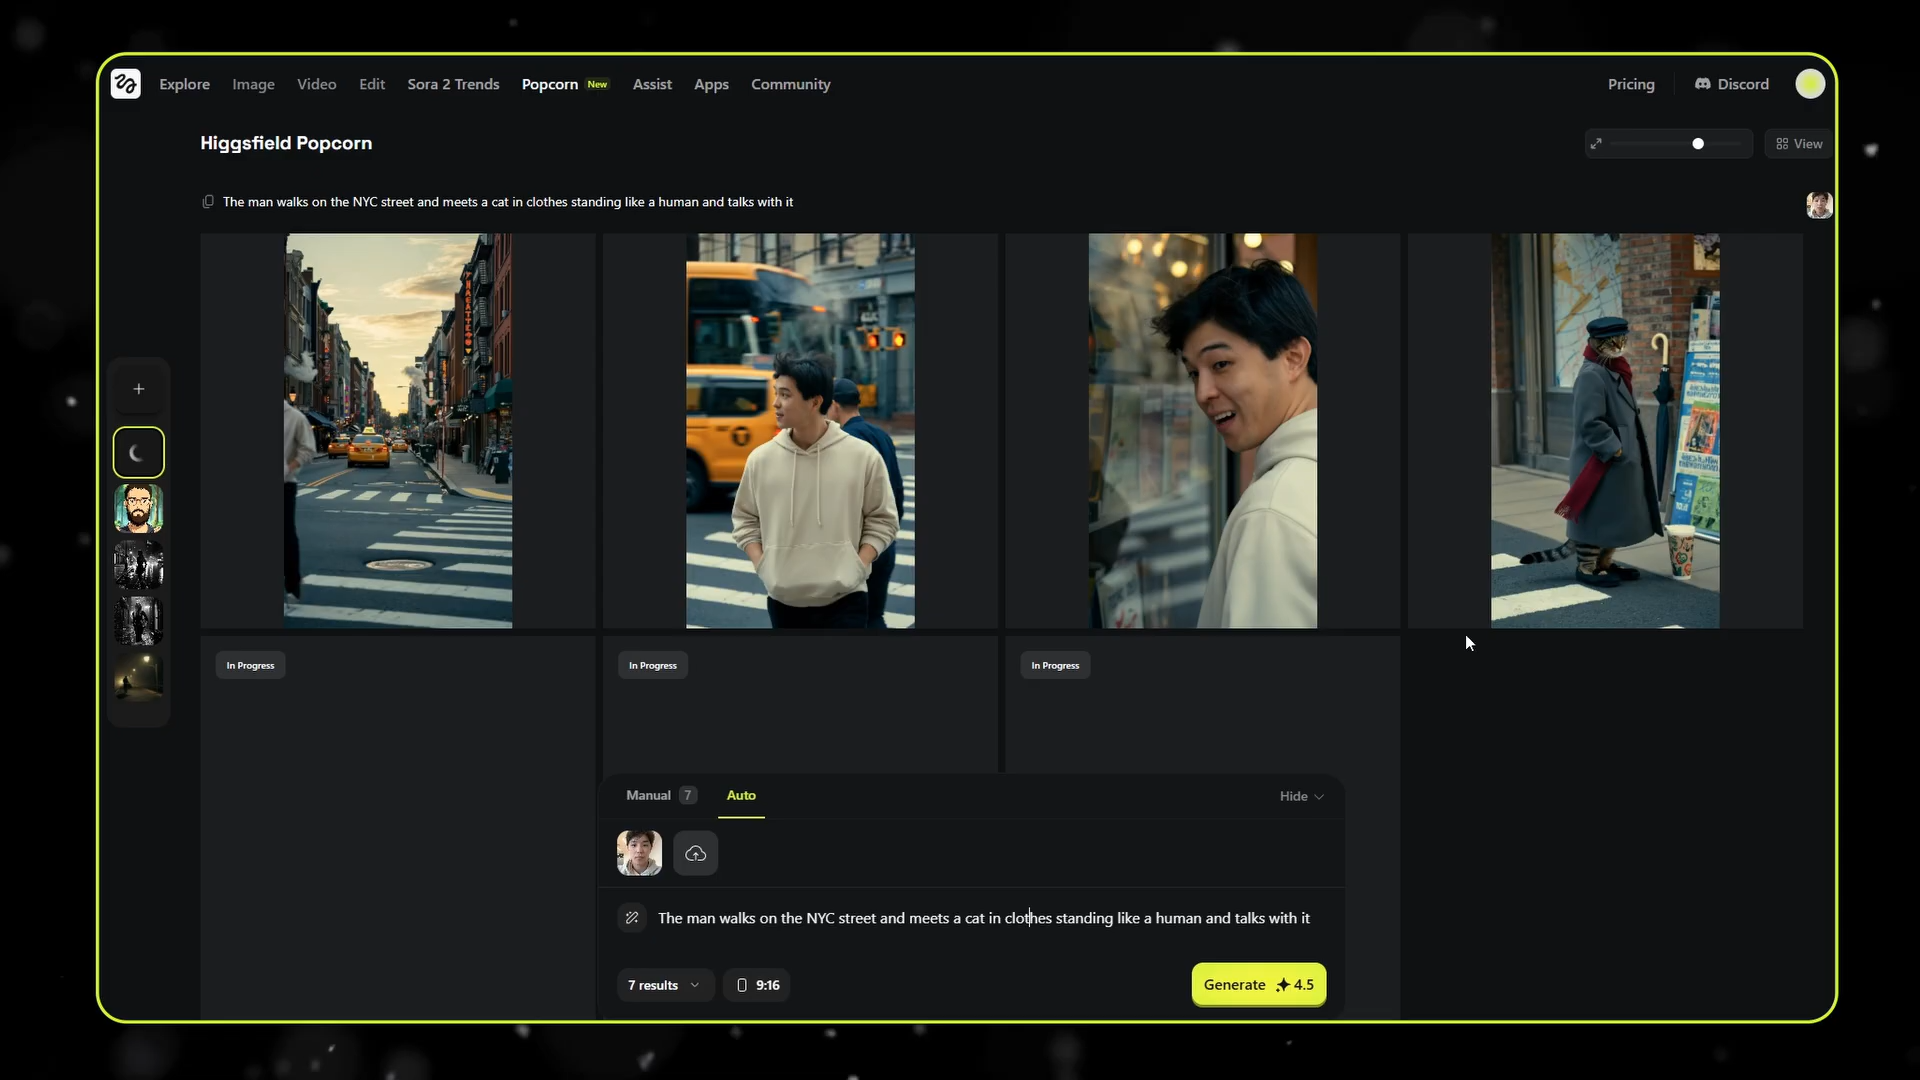 Explore Image Video Edit Sora 2 Trends Popcorn New Assist Apps Community Pricing Discord
Higgsfield Popcorn
View
The man walks on the NYC street and meets a cat in clothes standing like a human and talks with it
In Progress In Progress In Progress
Manual 7 Auto Hide
The man walks on the NYC street and meets a cat in clothes standing like a human and talks with it
7 results 9:16 Generate 4.5